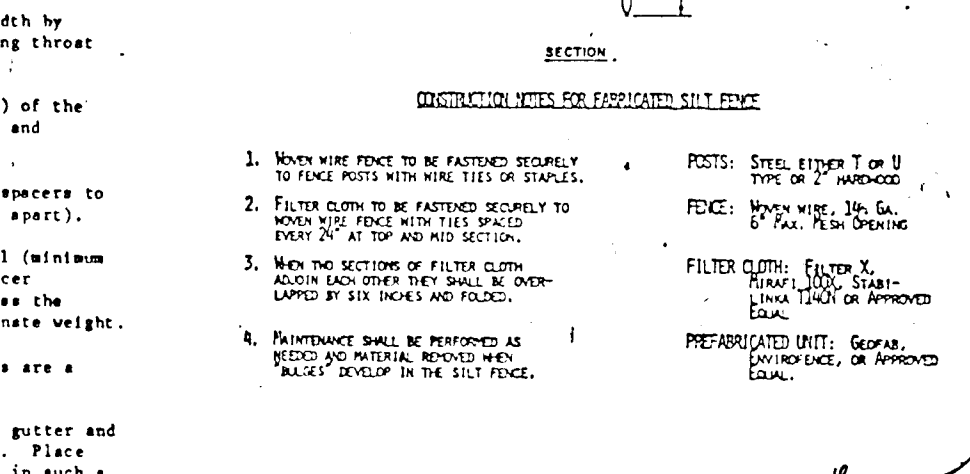 dth by
ng throat
) of the
and
spacers to
apart).
l (minimum
cer
ss the
nate weight.
s are a
gutter and
. Place
in such a
SECTION
CONSTRUCTION NOTES FOR FABRICATED SILT FENCE
1. WOVEN WIRE FENCE TO BE FASTENED SECURELY
TO FENCE POSTS WITH WIRE TIES OR STAPLES.
2. FILTER CLOTH TO BE FASTENED SECURELY TO
WOVEN WIRE FENCE WITH TIES SPACED
EVERY 24" AT TOP AND MID SECTION.
3. WHEN TWO SECTIONS OF FILTER CLOTH
ADJOIN EACH OTHER THEY SHALL BE OVER-
LAPPED BY SIX INCHES AND FOLDED.
4. MAINTENANCE SHALL BE PERFORMED AS
NEEDED AND MATERIAL REMOVED WHEN
"BULGES" DEVELOP IN THE SILT FENCE.
POSTS: STEEL EITHER T OR U
TYPE OR 2" HARDWOOD
FENCE: WOVEN WIRE, 14 GA.
6" MAX. MESH OPENING
FILTER CLOTH: FILTER X,
MIRAFI 100X, STABI-
LINKA T140N OR APPROVED
EQUAL
PREFABRICATED UNIT: GEOFAB,
ENVIROFENCE, OR APPROVED
EQUAL.